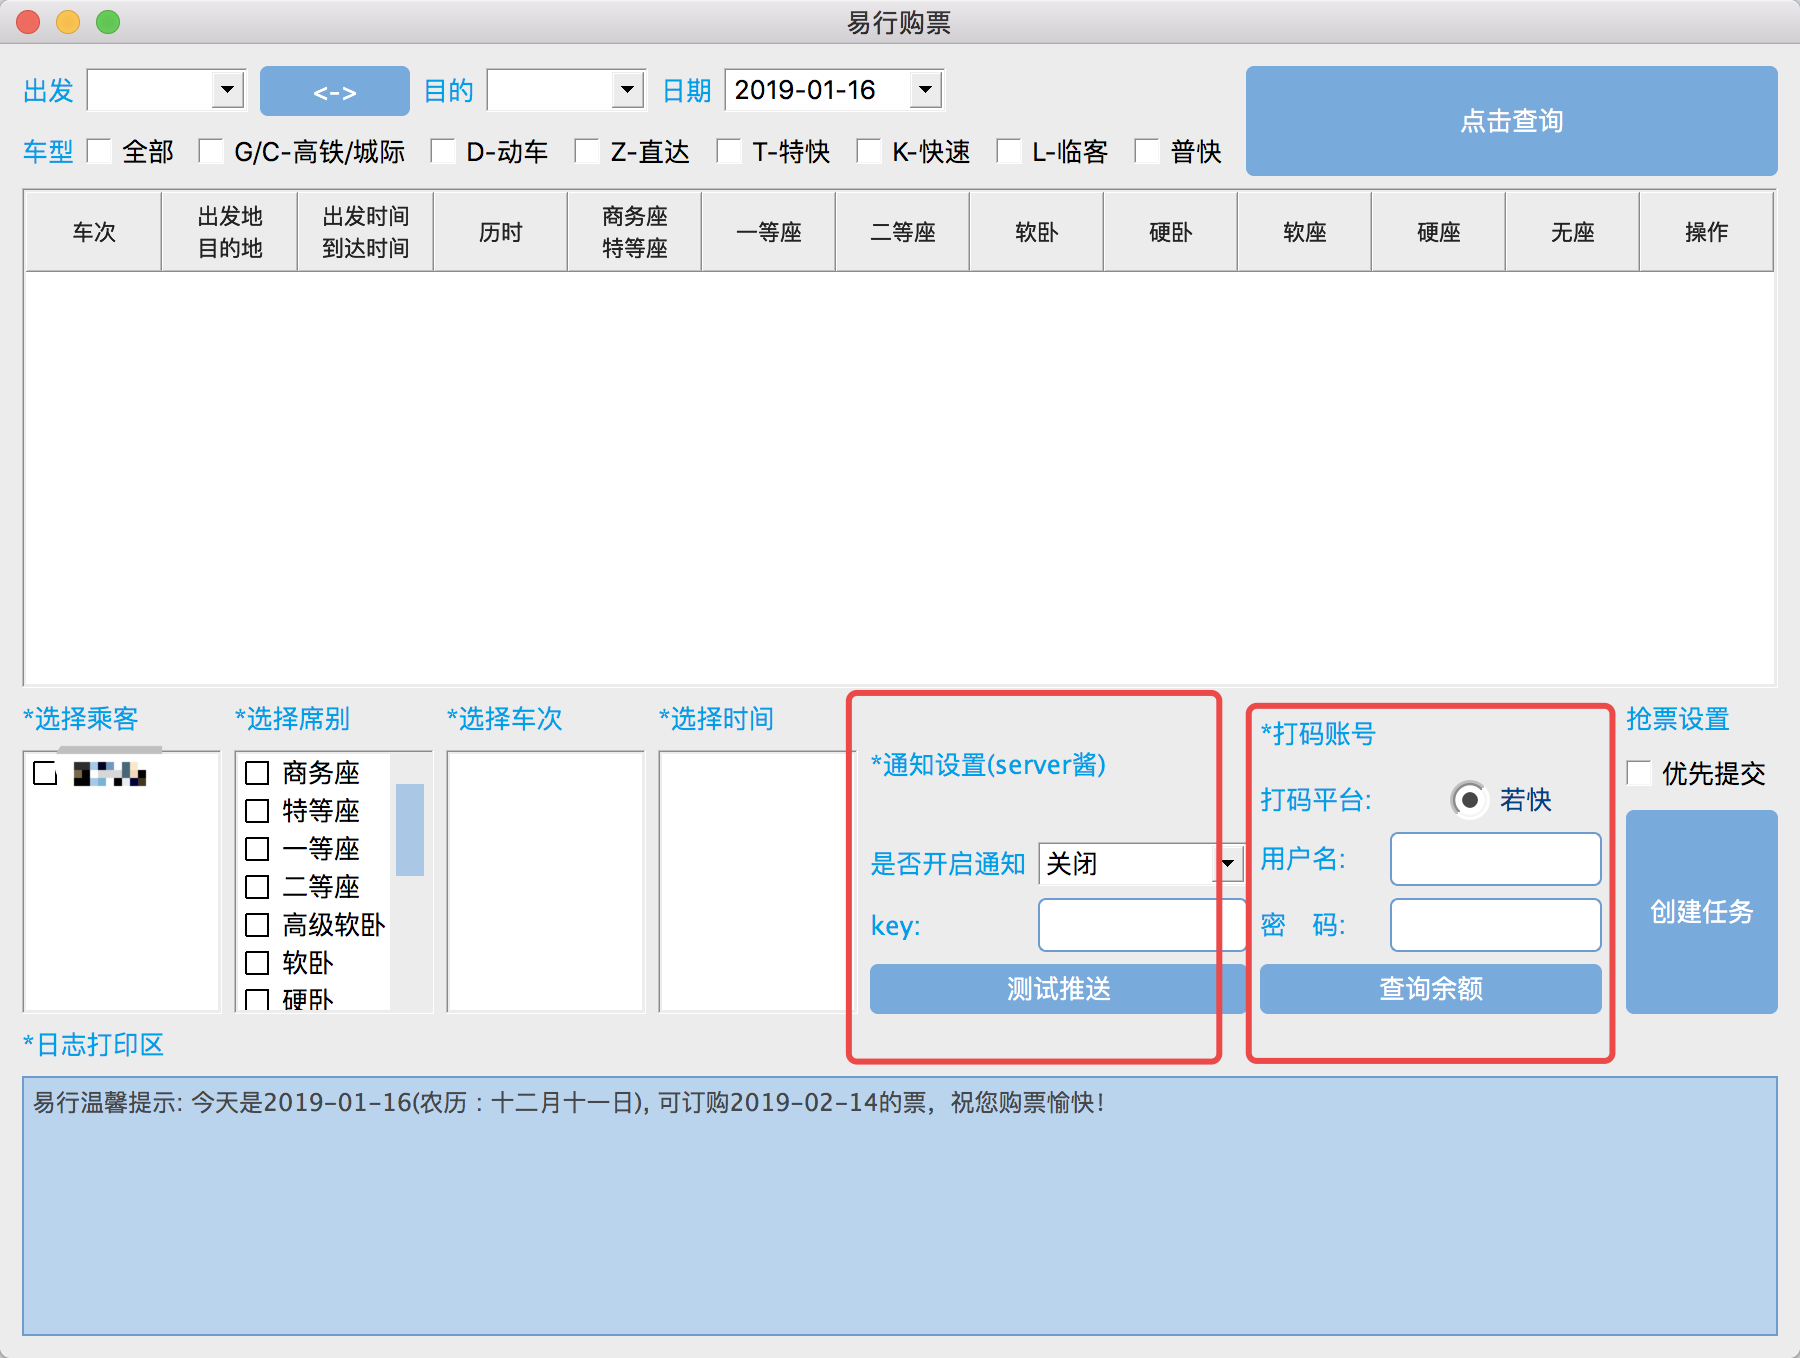 易行购票
出发 <-> 目的 日期 2019-01-16
点击查询
车型 全部 G/C-高铁/城际 D-动车 Z-直达 T-特快 K-快速 L-临客 普快
车次 出发地 出发时间 历时 商务座 一等座 二等座 软卧 硬卧 软座 硬座 无座 操作
目的地 到达时间 特等座
*选择乘客 *选择席别 *选择车次 *选择时间
商务座
特等座
一等座
二等座
高级软卧
软卧
硬卧
*通知设置(server酱)
是否开启通知 关闭
key:
测试推送
*打码账号
打码平台: 若快
用户名:
密 码:
查询余额
抢票设置
优先提交
创建任务
*日志打印区
易行温馨提示: 今天是2019-01-16(农历：十二月十一日), 可订购2019-02-14的票，祝您购票愉快!